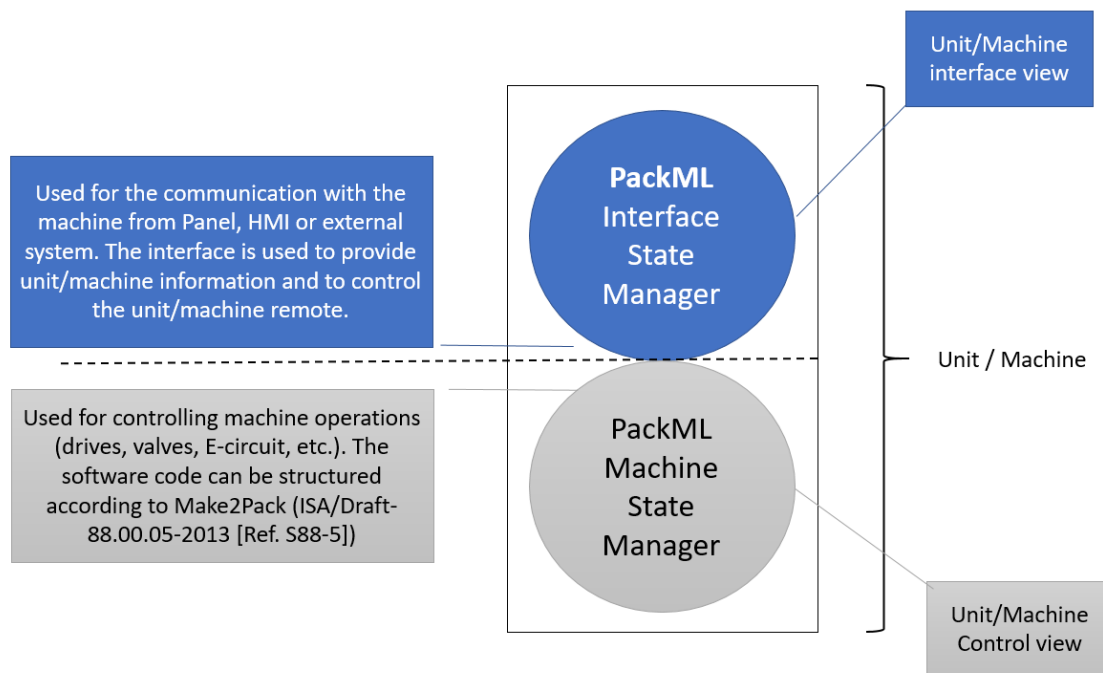 Unit/Machine
interface view
PackML
Interface
State
Manager
Used for the communication with the
machine from Panel, HMI or external
system. The interface is used to provide
unit/machine information and to control
the unit/machine remote.
Unit / Machine
Used for controlling machine operations
(drives, valves, E-circuit, etc.). The
software code can be structured
according to Make2Pack (ISA/Draft-
88.00.05-2013 [Ref. S88-5])
PackML
Machine
State
Manager
Unit/Machine
Control view